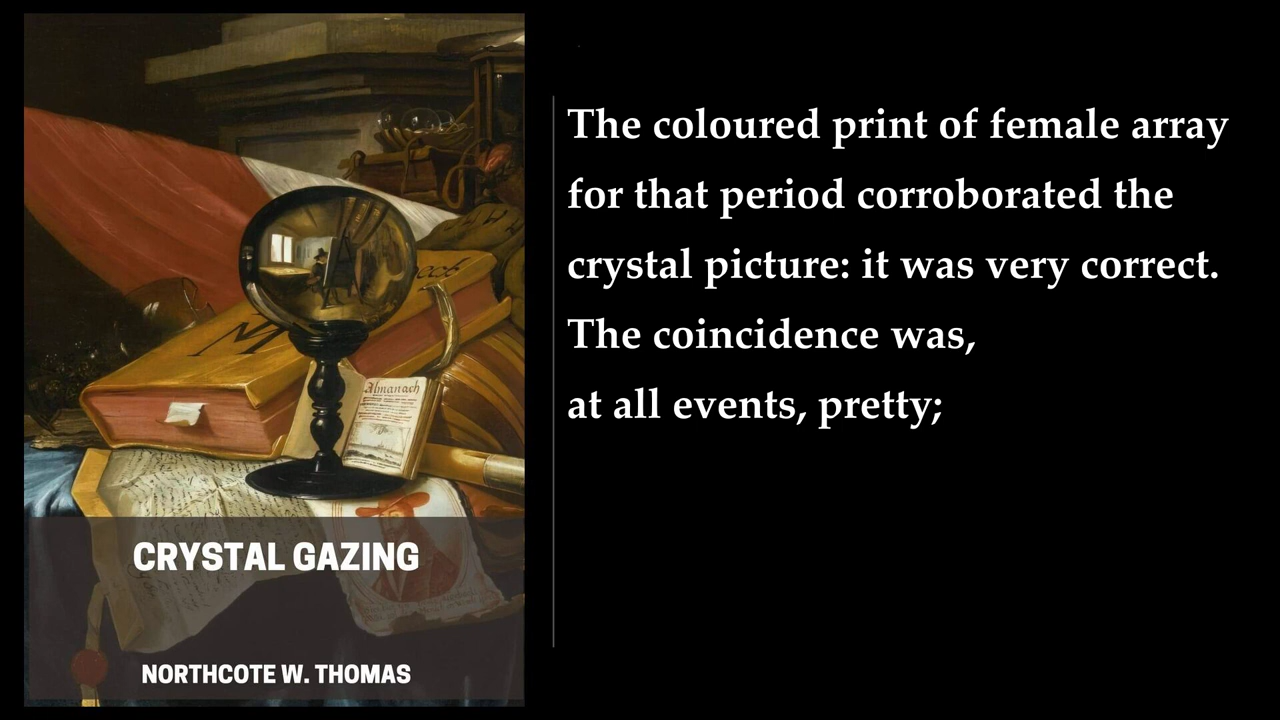 The coloured print of female array
for that period corroborated the
crystal picture: it was very correct.
The coincidence was,
at all events, pretty;
M
Almanach
CRYSTAL GAZING
NORTHCOTE W. THOMAS